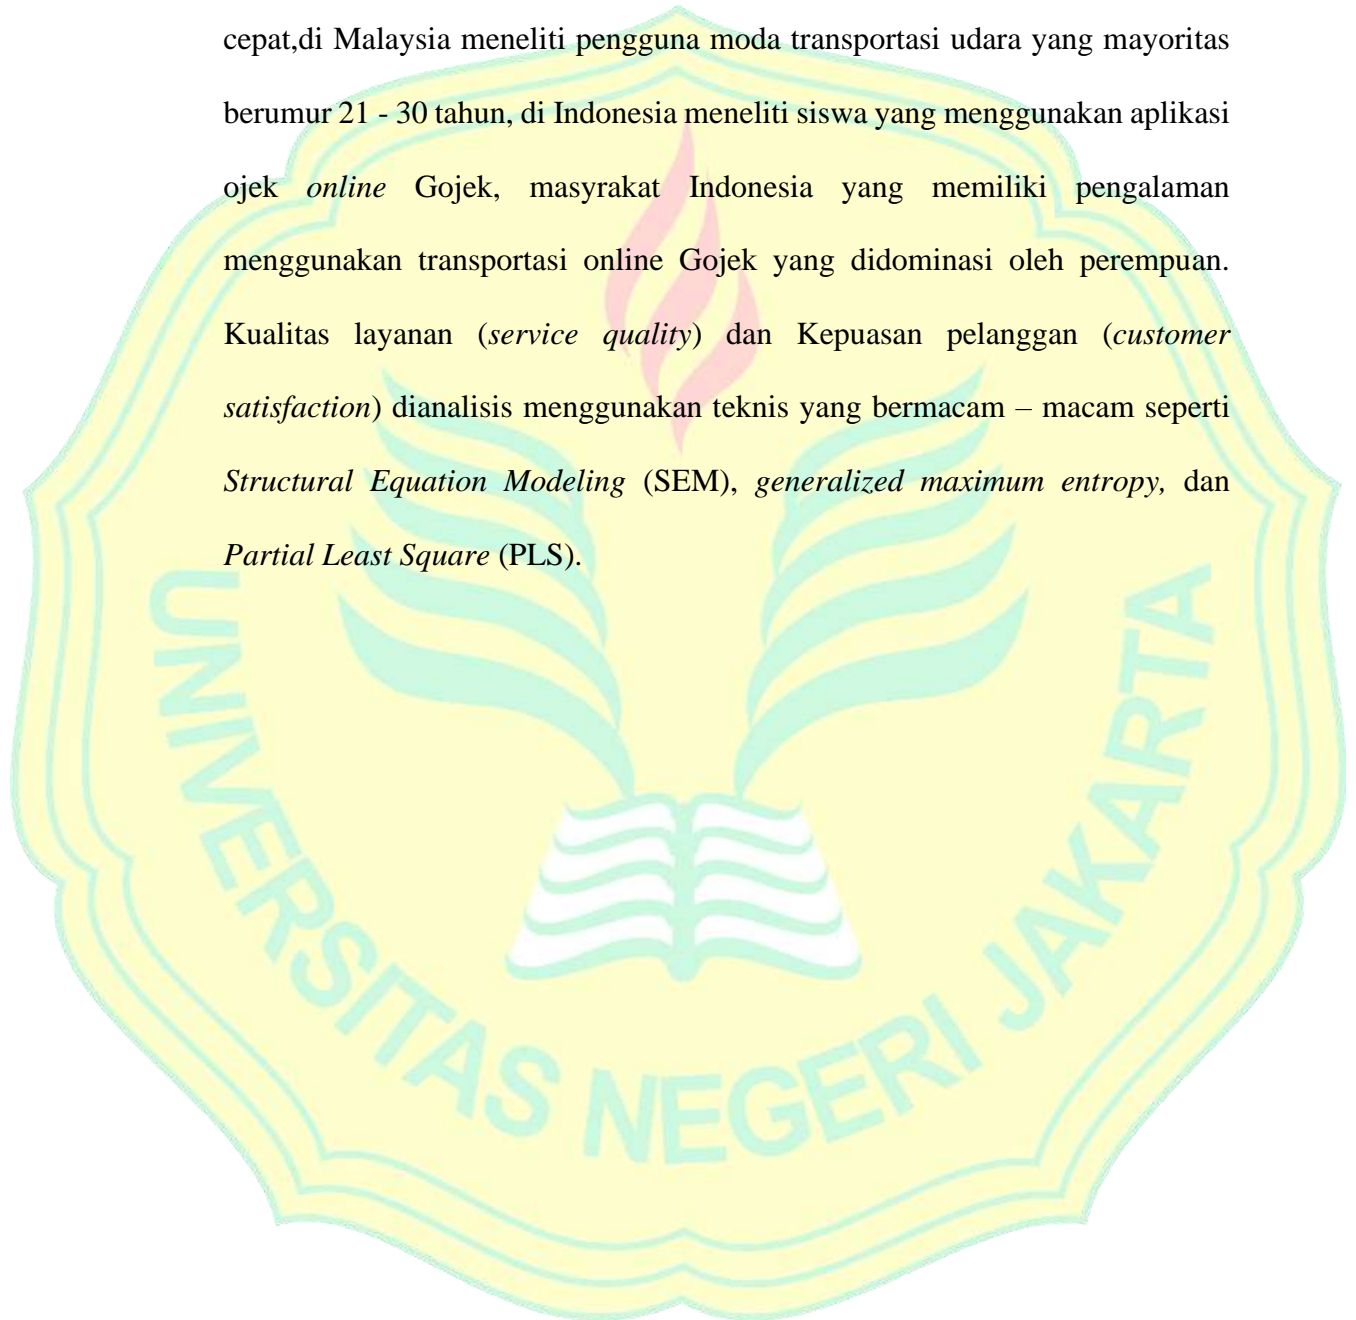 cepat,di Malaysia meneliti pengguna moda transportasi udara yang mayoritas
berumur 21 - 30 tahun, di Indonesia meneliti siswa yang menggunakan aplikasi
ojek online Gojek, masyrakat Indonesia yang memiliki pengalaman
menggunakan transportasi online Gojek yang didominasi oleh perempuan.
Kualitas layanan (service quality) dan Kepuasan pelanggan (customer
satisfaction) dianalisis menggunakan teknis yang bermacam – macam seperti
Structural Equation Modeling (SEM), generalized maximum entropy, dan
Partial Least Square (PLS).
UNIVERSITAS NEGERI JAKARTA